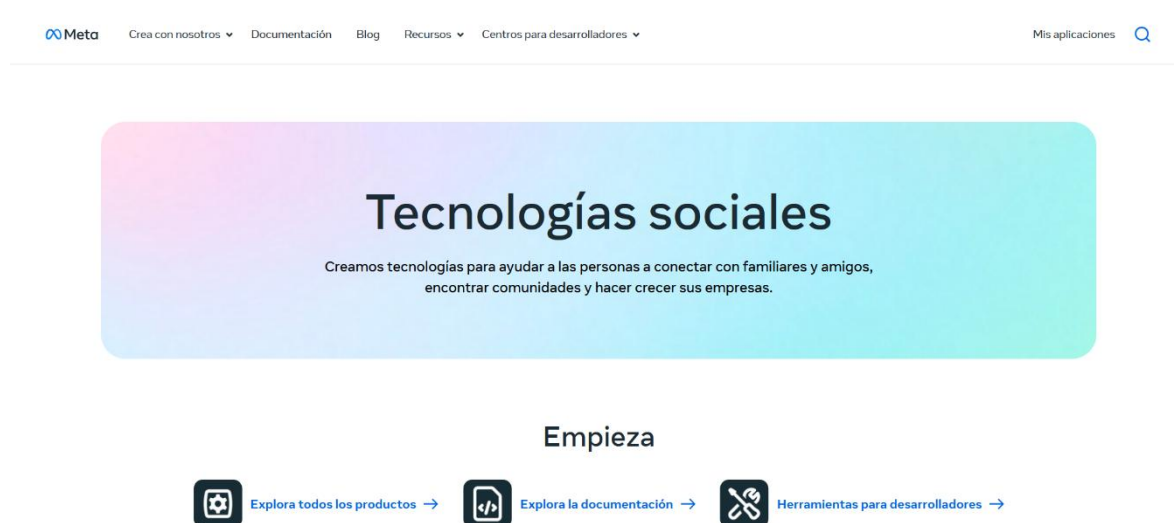 Meta Crea con nosotros Documentación Blog Recursos Centros para desarrolladores Mis aplicaciones
Tecnologías sociales
Creamos tecnologías para ayudar a las personas a conectar con familiares y amigos,
encontrar comunidades y hacer crecer sus empresas.
Empieza
Explora todos los productos → Explora la documentación → Herramientas para desarrolladores →